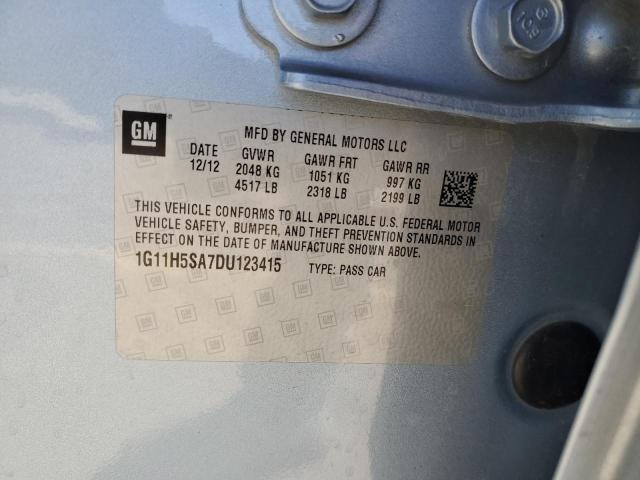 GM
MFD BY GENERAL MOTORS LLC
DATE GVWR GAWR FRT GAWR RR
12/12 2048 KG 1051 KG 997 KG
4517 LB 2318 LB 2199 LB
THIS VEHICLE CONFORMS TO ALL APPLICABLE U.S. FEDERAL MOTOR
VEHICLE SAFETY, BUMPER, AND THEFT PREVENTION STANDARDS IN
EFFECT ON THE DATE OF MANUFACTURE SHOWN ABOVE.
1G11H5SA7DU123415 TYPE: PASS CAR